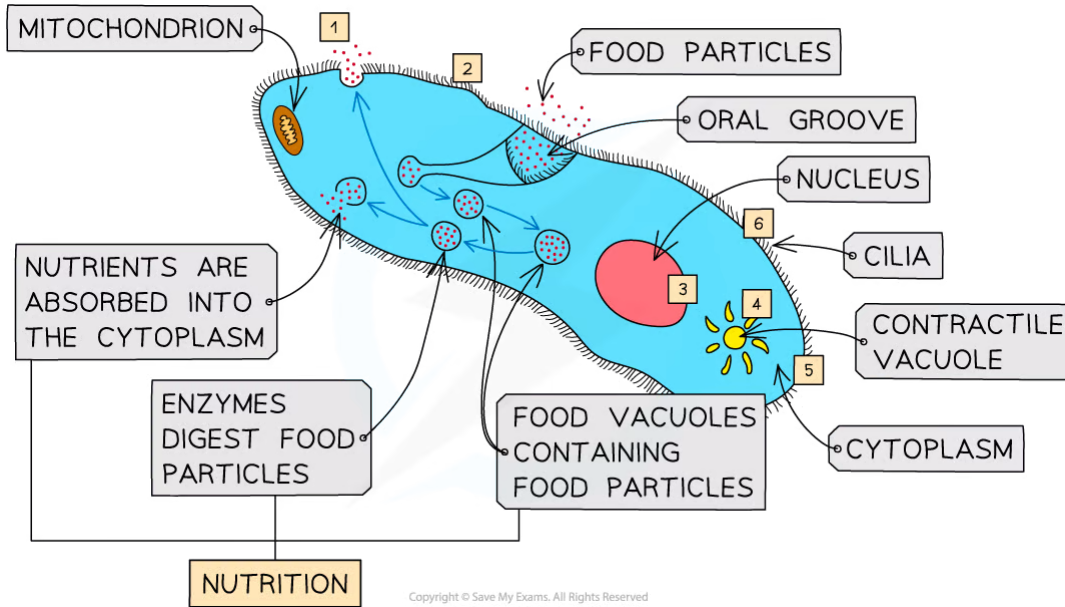 MITOCHONDRION
1
2
FOOD PARTICLES
ORAL GROOVE
NUCLEUS
6
CILIA
NUTRIENTS ARE
ABSORBED INTO
THE CYTOPLASM
3
4
CONTRACTILE
VACUOLE
5
ENZYMES
DIGEST FOOD
PARTICLES
FOOD VACUOLES
CONTAINING
FOOD PARTICLES
CYTOPLASM
NUTRITION
Copyright © Save My Exams. All Rights Reserved